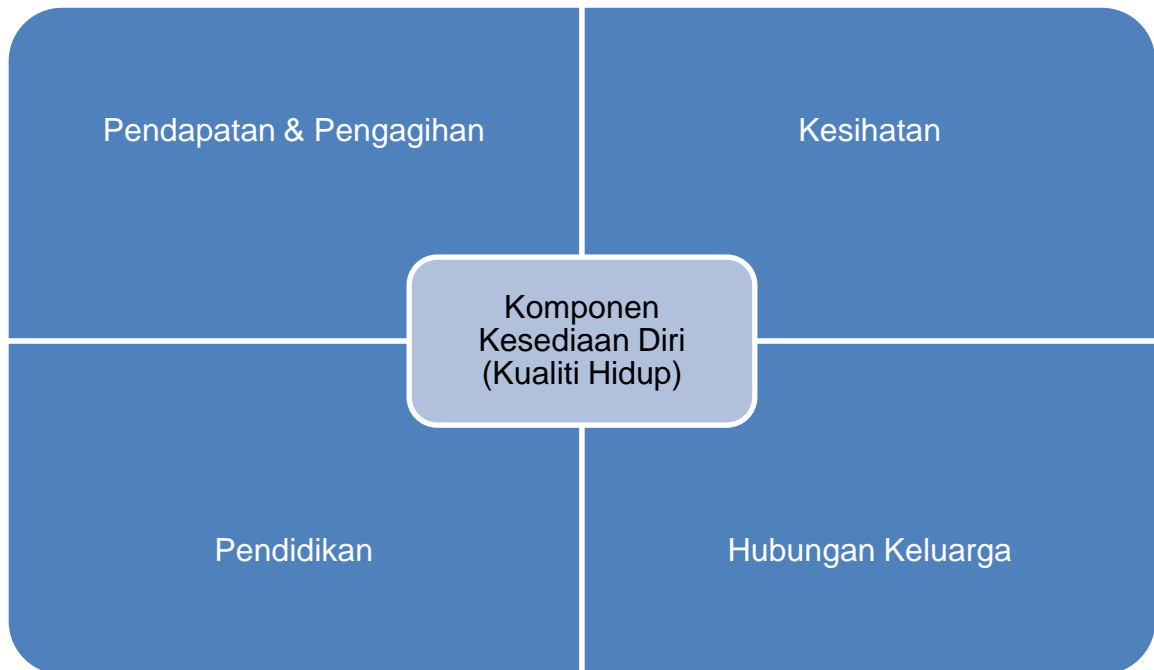 Pendapatan & Pengagihan
Kesihatan
Komponen
Kesediaan Diri
(Kualiti Hidup)
Pendidikan
Hubungan Keluarga